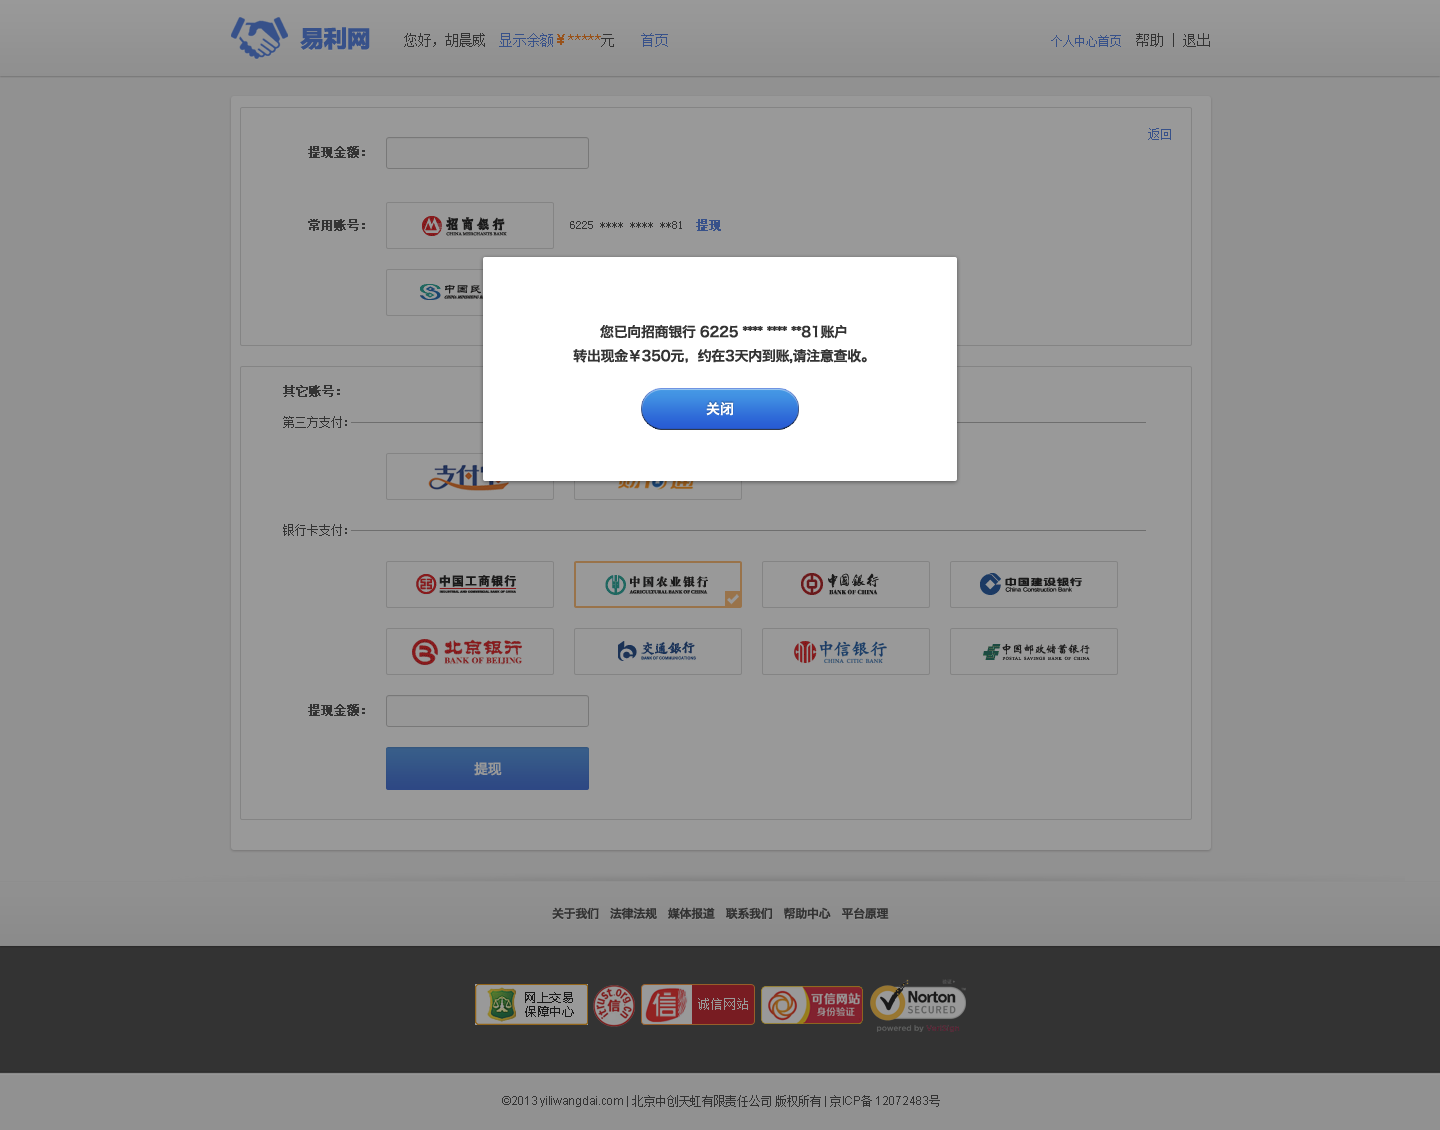 易利网 您好，胡晨威 显示余额¥*****元 首页 个人中心首页 帮助 | 退出
返回
提现金额：
常用账号： 招商银行 CHINA MERCHANTS BANK 6225 **** **** **81 提现
中国民
您已向招商银行 6225 **** **** **81账户
转出现金¥350元，约在3天内到账,请注意查收。
关闭
其它账号：
第三方支付：
支付宝 财付通
银行卡支付：
中国工商银行 中国农业银行 中国银行 中国建设银行
INDUSTRIAL AND COMMERCIAL BANK OF CHINA AGRICULTURAL BANK OF CHINA BANK OF CHINA China Construction Bank
北京银行 交通银行 中信银行 中国邮政储蓄银行
BANK OF BEIJING BANK OF COMMUNICATIONS CHINA CITIC BANK POSTAL SAVINGS BANK OF CHINA
提现金额：
提现
关于我们 法律法规 媒体报道 联系我们 帮助中心 平台原理
网上交易 保障中心 信 trust.org.cn 信 诚信网站 可信网站 身份验证 Norton SECURED
powered by
©2013 yiliwangdai.com | 北京中创天虹有限责任公司 版权所有 | 京ICP备 12072483号